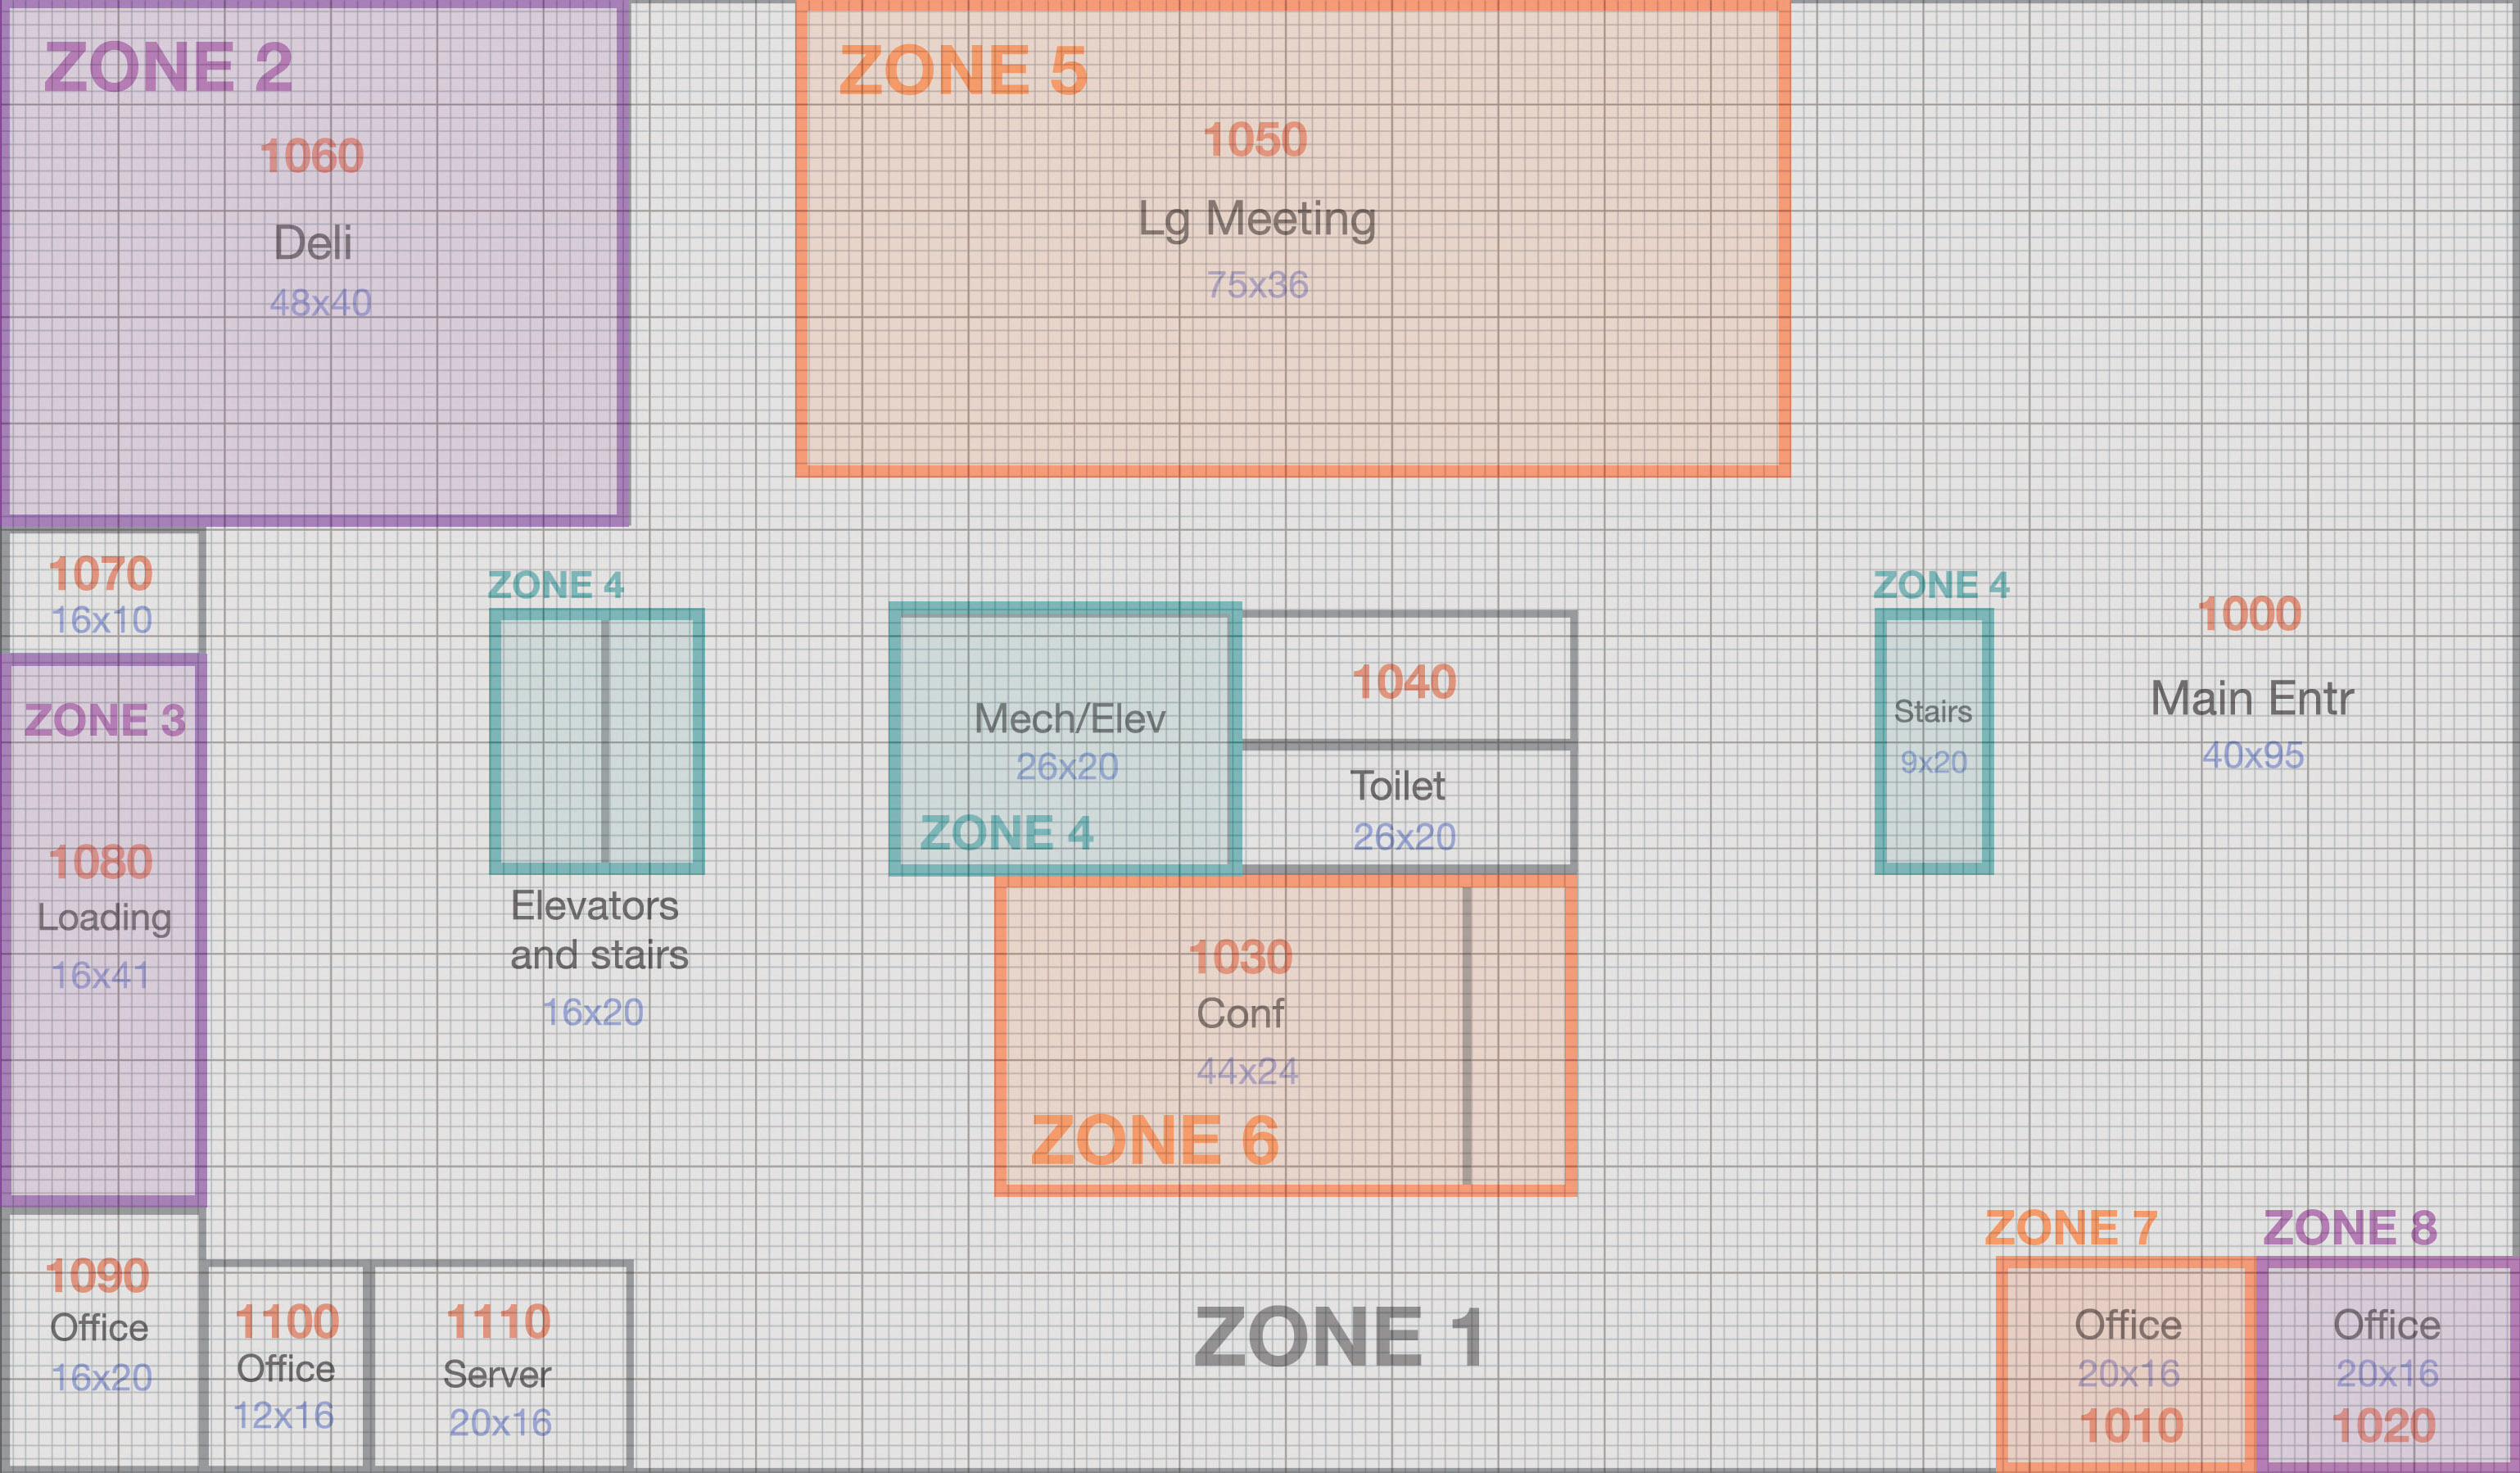 ZONE 2
1060
Deli
48x40
ZONE 5
1050
Lg Meeting
75x36
1070
16x10
ZONE 3
1080
Loading
16x41
ZONE 4
Elevators
and stairs
16x20
Mech/Elev
26x20
ZONE 4
1040
Toilet
26x20
ZONE 4
Stairs
9x20
1000
Main Entr
40x95
1030
Conf
44x24
ZONE 6
1090
Office
16x20
1100
Office
12x16
1110
Server
20x16
ZONE 1
ZONE 7
Office
20x16
1010
ZONE 8
Office
20x16
1020